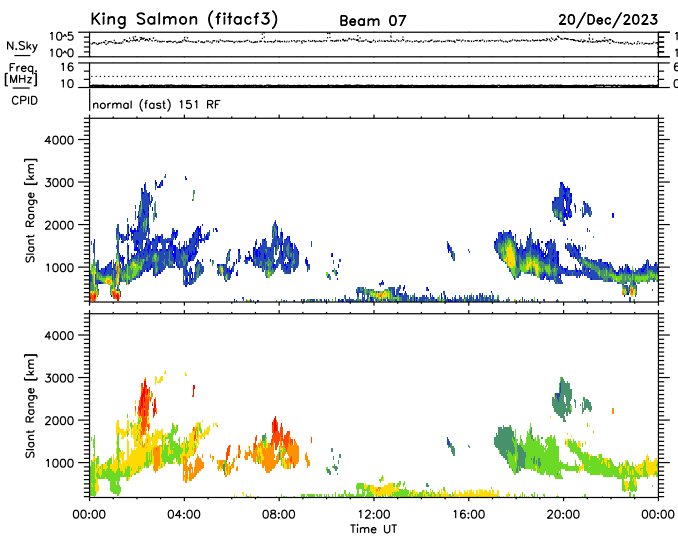 King Salmon (fitacf3) Beam 07 20/Dec/2023
N.Sky 10^5 10^0
Freq. [MHz] 16 10
CPID normal (fast) 151 RF
Slant Range [km] 4000 3000 2000 1000
Slant Range [km] 4000 3000 2000 1000
00:00 04:00 08:00 12:00 16:00 20:00 00:00
Time UT